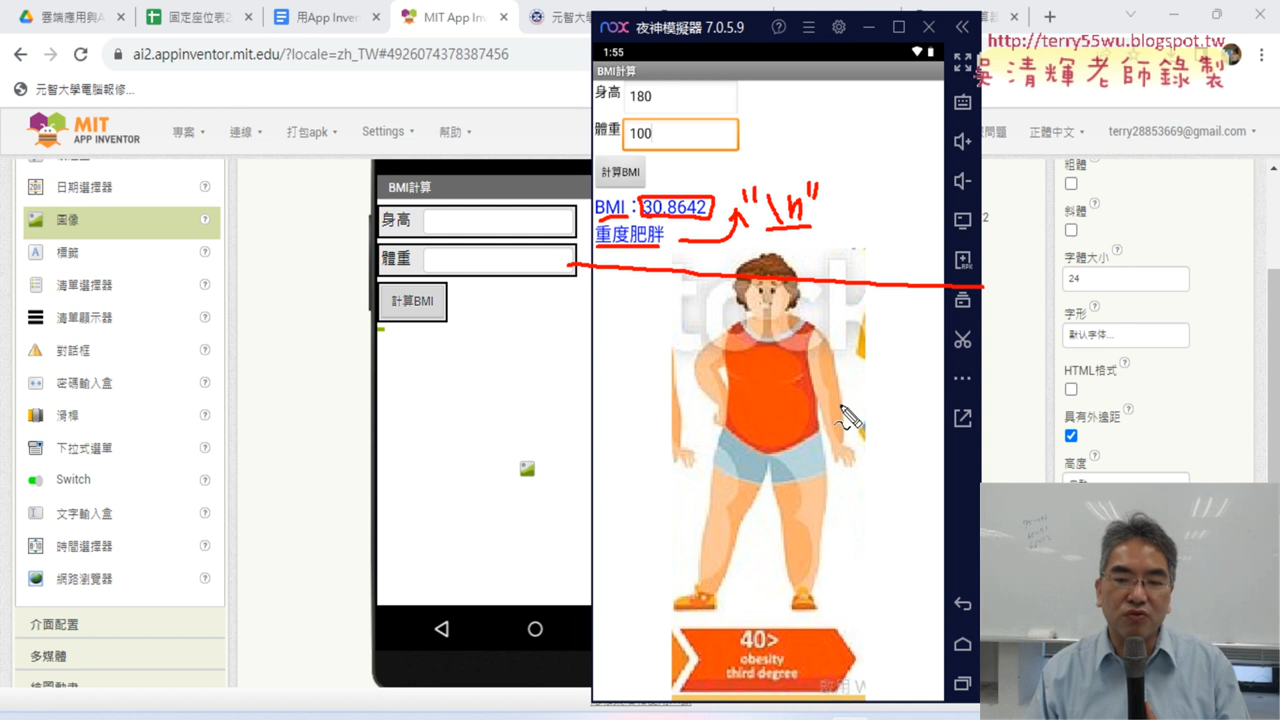 雲端應用與A
固定座位表2
用App Inven
MIT App In
元智大學
夜神模擬器 7.0.5.9
http://terry55wu.blogspot.tw
吳清輝老師錄製
ai2.appinventor.mit.edu/?locale=zh_TW#4926074378387456
元智大學電腦報修...
MIT
APP INVENTOR
專案
連線
打包apk
Settings
幫助
正體中文
terry28853669@gmail.com
日期選擇器
圖像
標籤
清單選擇器
清單顯示器
對話框
密碼輸入盒
滑桿
下拉式選單
Switch
文字輸入盒
時間選擇器
網路瀏覽器
介面配置
多媒體
BMI計算
身高
體重
計算BMI
1:55
BMI計算
身高 180
體重 100
計算BMI
BMI：30.8642
重度肥胖
"\n"
40>
obesity
third degree
粗體
斜體
字體大小
24
字形
默认字体...
HTML格式
具有外邊距
高度